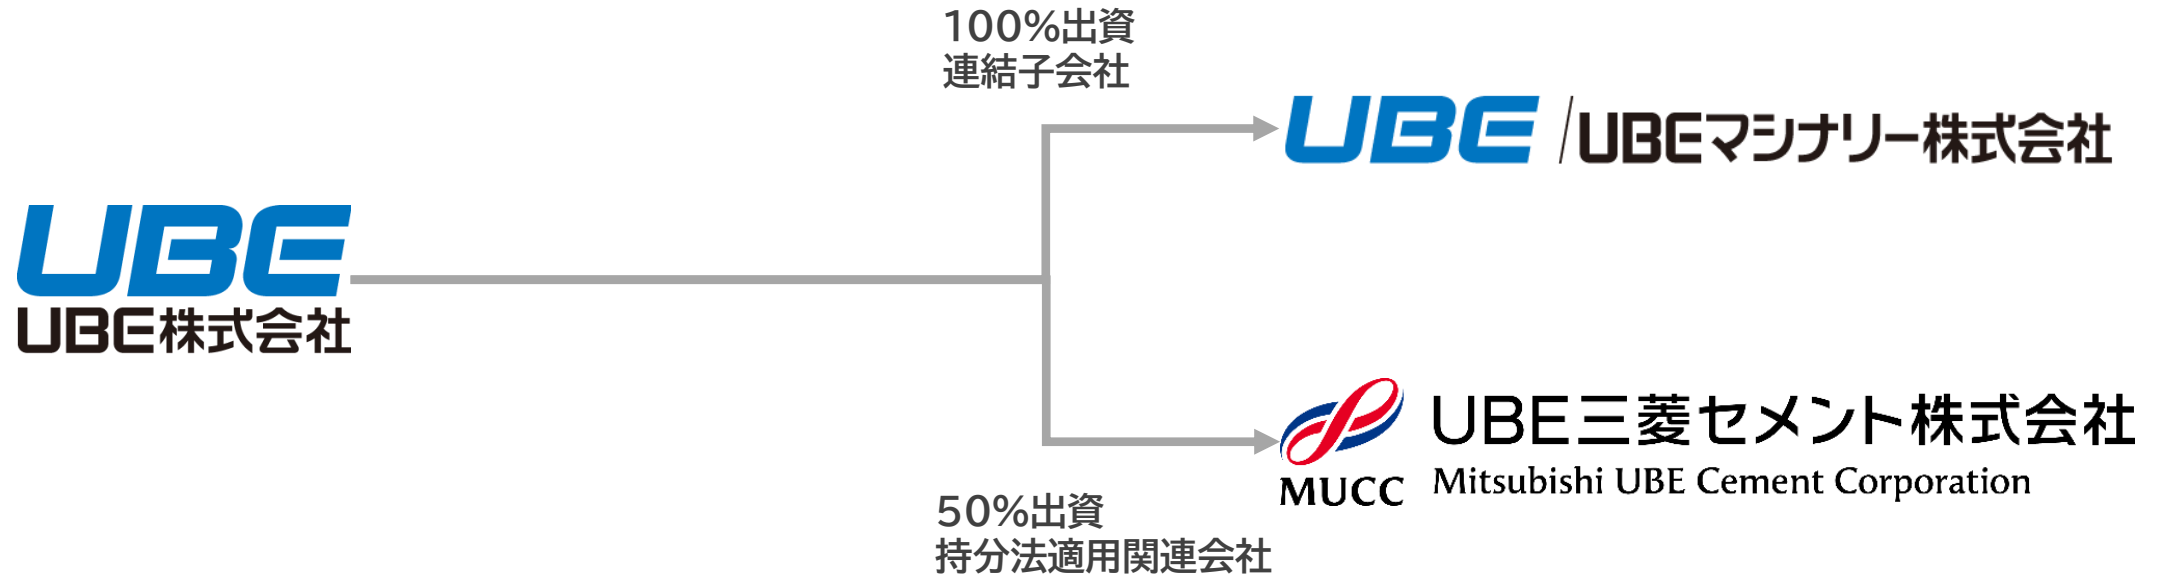 100%出資
連結子会社
UBE /UBEマシナリー株式会社
UBE
UBE株式会社
UBE三菱セメント株式会社
MUCC Mitsubishi UBE Cement Corporation
50%出資
持分法適用関連会社